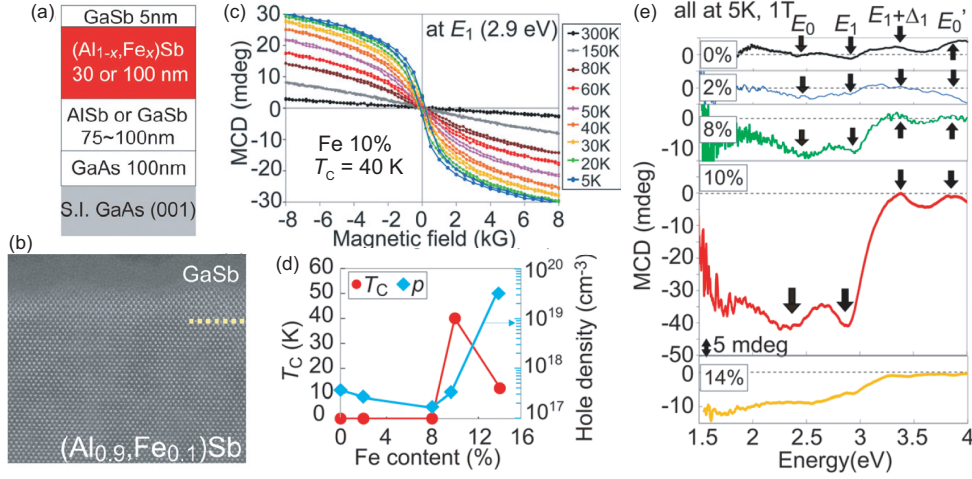 (a)
GaSb 5nm
(Al1-x,Fex)Sb
30 or 100 nm
AlSb or GaSb
75~100nm
GaAs 100nm
S.I. GaAs (001)
(b)
GaSb
(Al0.9,Fe0.1)Sb
(c)
MCD (mdeg)
30
20
10
0
-10
-20
30
at E1 (2.9 eV)
Fe 10%
TC = 40 K
300K
150K
80K
60K
50K
40K
30K
20K
5K
-8 -6 -4 -2 0 2 4 6 8
Magnetic field (kG)
(d)
TC (K)
60
50
40
30
20
10
0
TC p
10^20
10^19
10^18
10^17
Hole density (cm-3)
0 4 8 12 16
Fe content (%)
(e)
all at 5K, 1T
E0 E1 E1+Δ1 E0'
0%
0
2%
0
8%
0
-10
10%
0
-10
-20
-30
-40
-50
MCD (mdeg)
5 mdeg
14%
0
-10
1.5 2 2.5 3 3.5 4
Energy(eV)